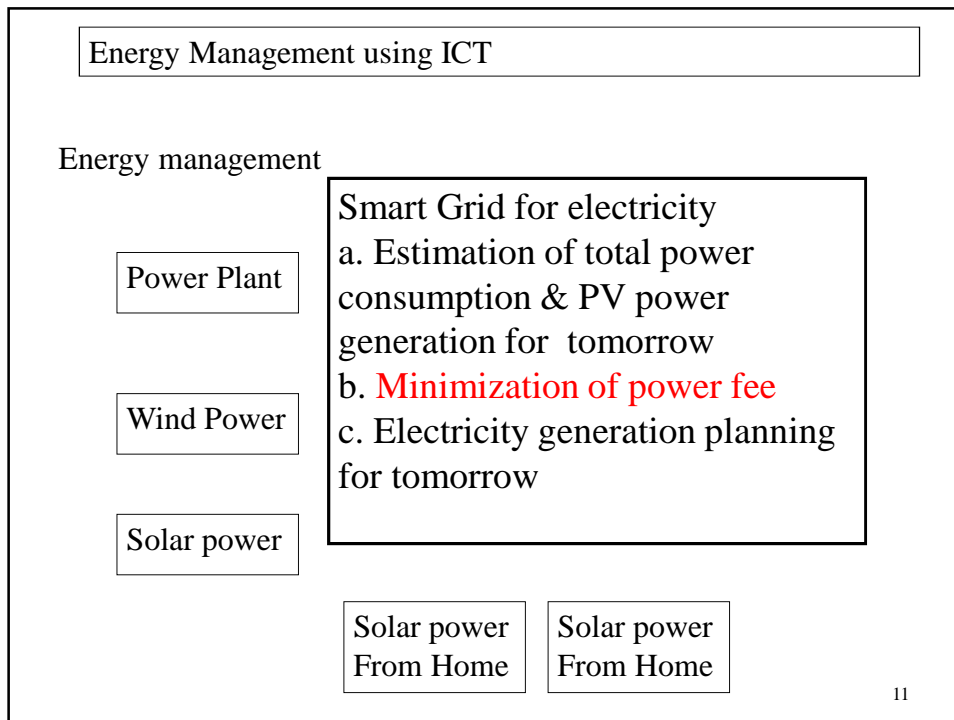 Energy Management using ICT
Energy management
Smart Grid for electricity
a. Estimation of total power
consumption & PV power
generation for  tomorrow
b. Minimization of power fee
c. Electricity generation planning
for tomorrow
Power Plant
Wind Power
Solar power
Solar power
From Home
Solar power
From Home
11